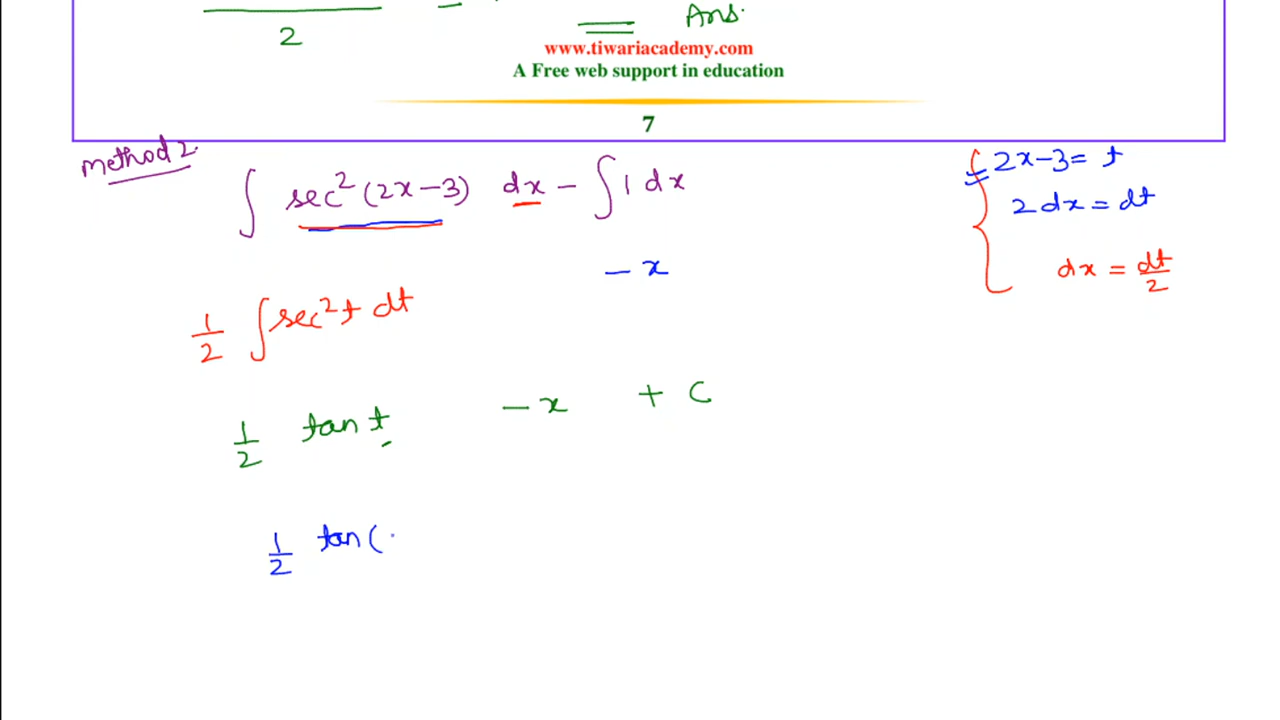 2 Ans.
www.tiwariacademy.com
A Free web support in education
7
method 2.
∫ sec² (2x-3) dx - ∫ 1 dx
- x
1/2 ∫ sec² t dt
1/2 tan t - x + C
1/2 tan (
2x-3 = t
2 dx = dt
dx = dt/2